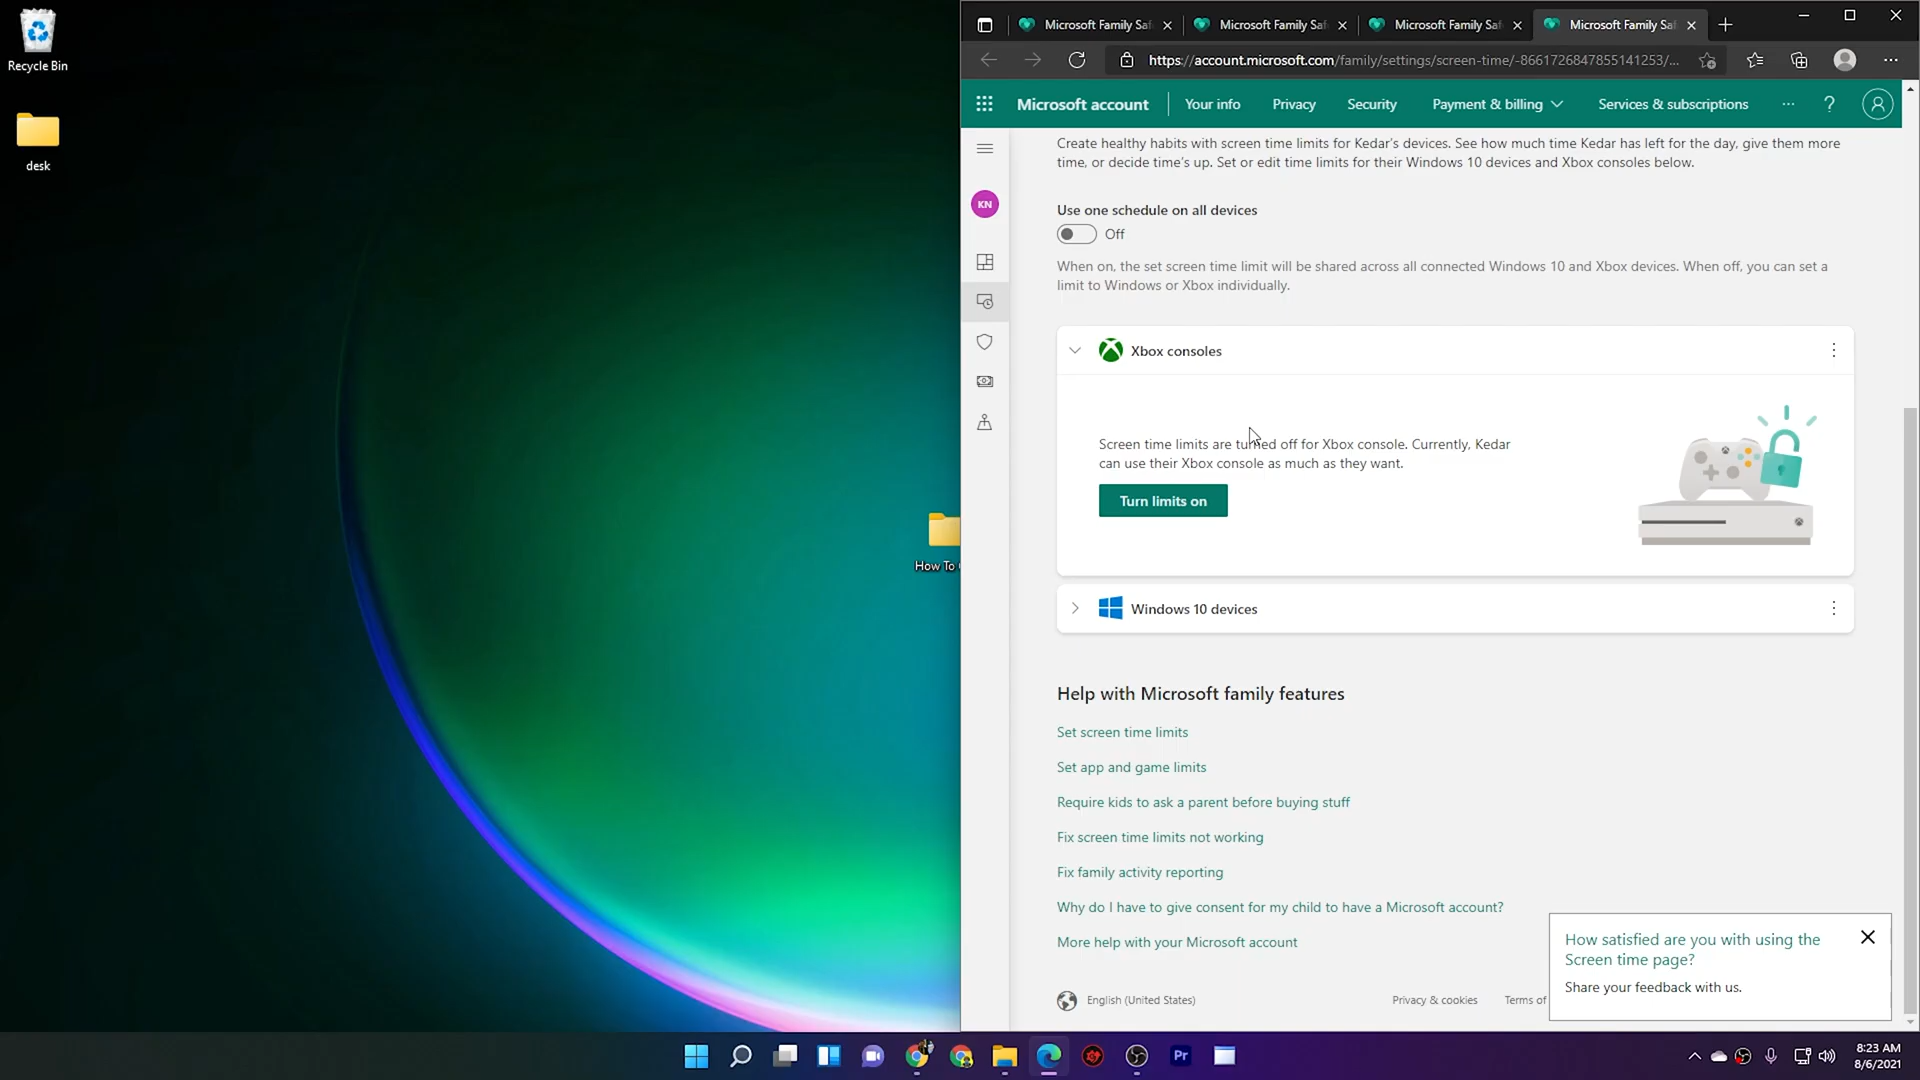 Recycle Bin
desk
How To
Microsoft Family Saf
Microsoft Family Saf
Microsoft Family Saf
Microsoft Family Saf
https://account.microsoft.com/family/settings/screen-time/-8661726847855141253/...
Microsoft account
Your info
Privacy
Security
Payment & billing
Services & subscriptions
...
?
Create healthy habits with screen time limits for Kedar's devices. See how much time Kedar has left for the day, give them more
time, or decide time's up. Set or edit time limits for their Windows 10 devices and Xbox consoles below.
KN
Use one schedule on all devices
Off
When on, the set screen time limit will be shared across all connected Windows 10 and Xbox devices. When off, you can set a
limit to Windows or Xbox individually.
Xbox consoles
Screen time limits are turned off for Xbox console. Currently, Kedar
can use their Xbox console as much as they want.
Turn limits on
Windows 10 devices
Help with Microsoft family features
Set screen time limits
Set app and game limits
Require kids to ask a parent before buying stuff
Fix screen time limits not working
Fix family activity reporting
Why do I have to give consent for my child to have a Microsoft account?
More help with your Microsoft account
How satisfied are you with using the
Screen time page?
Share your feedback with us.
English (United States)
Privacy & cookies
Terms of
Pr
8:23 AM
8/6/2021